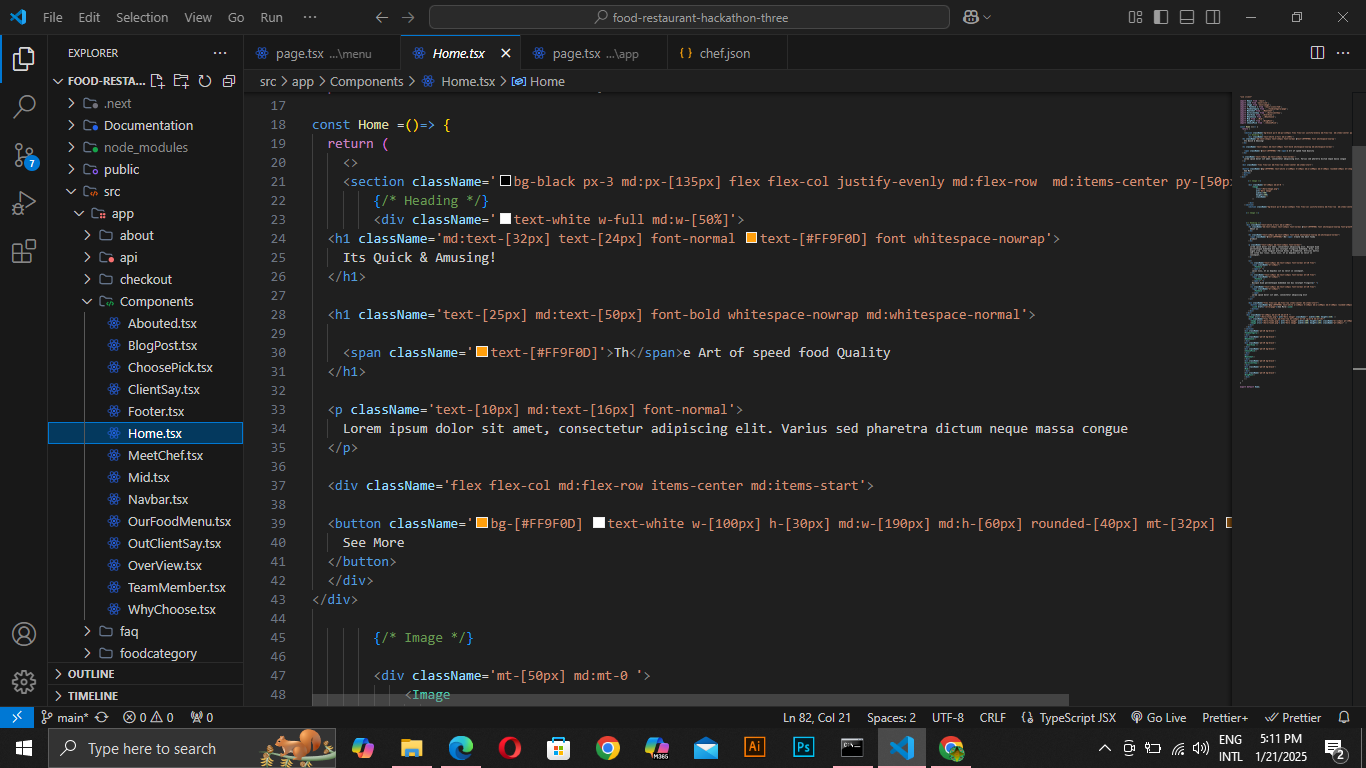 File Edit Selection View Go Run ··· food-restaurant-hackathon-three
EXPLORER ···
FOOD-RESTA...
.next
Documentation
node_modules
public
src
app
about
api
checkout
Components
Abouted.tsx
BlogPost.tsx
ChoosePick.tsx
ClientSay.tsx
Footer.tsx
Home.tsx
MeetChef.tsx
Mid.tsx
Navbar.tsx
OurFoodMenu.tsx
OutClientSay.tsx
OverView.tsx
TeamMember.tsx
WhyChoose.tsx
faq
foodcategory
OUTLINE
TIMELINE
7
page.tsx ...\menu Home.tsx page.tsx ...\app {} chef.json
src > app > Components > Home.tsx > Home
17
18 const Home =()=> {
19 return (
20 <>
21 <section className='bg-black px-3 md:px-[135px] flex flex-col justify-evenly md:flex-row  md:items-center py-[50p
22 {/* Heading */}
23 <div className='text-white w-full md:w-[50%]'>
24 <h1 className='md:text-[32px] text-[24px] font-normal text-[#FF9F0D] font whitespace-nowrap'>
25 Its Quick & Amusing!
26 </h1>
27
28 <h1 className='text-[25px] md:text-[50px] font-bold whitespace-nowrap md:whitespace-normal'>
29
30 <span className='text-[#FF9F0D]'>Th</span>e Art of speed food Quality
31 </h1>
32
33 <p className='text-[10px] md:text-[16px] font-normal'>
34 Lorem ipsum dolor sit amet, consectetur adipiscing elit. Varius sed pharetra dictum neque massa congue
35 </p>
36
37 <div className='flex flex-col md:flex-row items-center md:items-start'>
38
39 <button className='bg-[#FF9F0D] text-white w-[100px] h-[30px] md:w-[190px] md:h-[60px] rounded-[40px] mt-[32px]
40 See More
41 </button>
42 </div>
43 </div>
44
45 {/* Image */}
46
47 <div className='mt-[50px] md:mt-0 '>
48 <Image
main* 0 0 0 Ln 82, Col 21 Spaces: 2 UTF-8 CRLF {} TypeScript JSX Go Live Prettier+ Prettier
Type here to search M365 Ai Ps ENG INTL 5:11 PM 1/21/2025 2